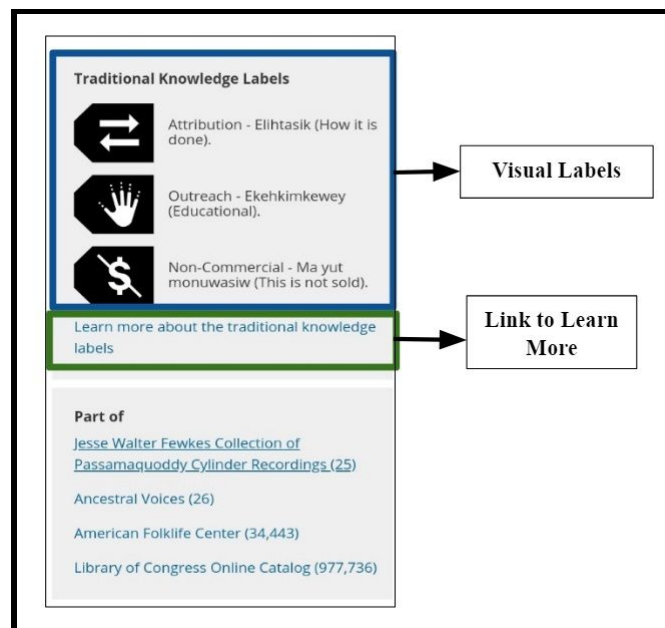 Traditional Knowledge Labels
Attribution - Elihtasik (How it is
done).
Outreach - Ekehkimkewey
(Educational).
Non-Commercial - Ma yut
monuwasiw (This is not sold).
Learn more about the traditional knowledge
labels
Part of
Jesse Walter Fewkes Collection of
Passamaquoddy Cylinder Recordings (25)
Ancestral Voices (26)
American Folklife Center (34,443)
Library of Congress Online Catalog (977,736)
Visual Labels
Link to Learn
More